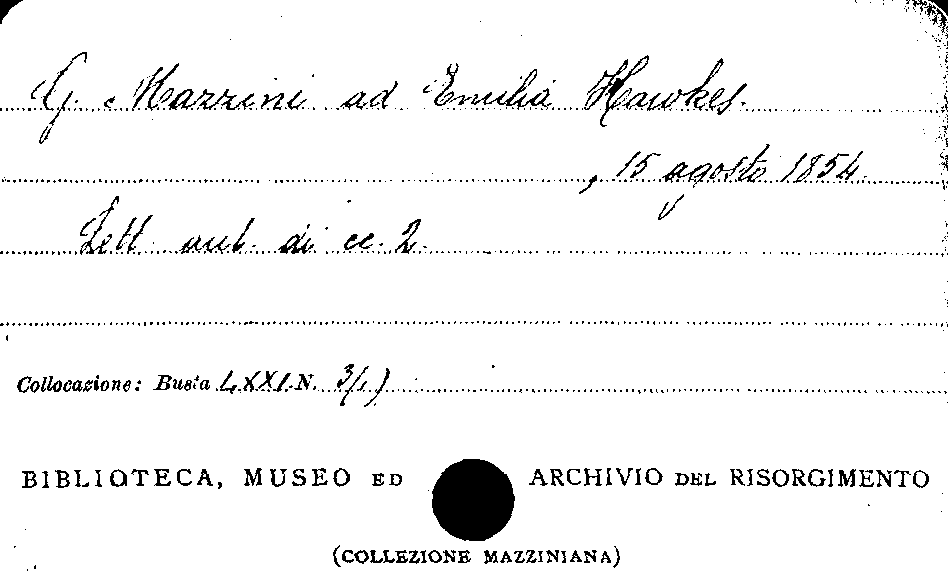 G. Mazzini ad Emilia Hawkes.
, 15 agosto 1854.
Lett. aut. di cc. 2.
Collocazione: Busta LXXI. N. 3/1)
BIBLIOTECA, MUSEO ED ARCHIVIO DEL RISORGIMENTO
(COLLEZIONE MAZZINIANA)